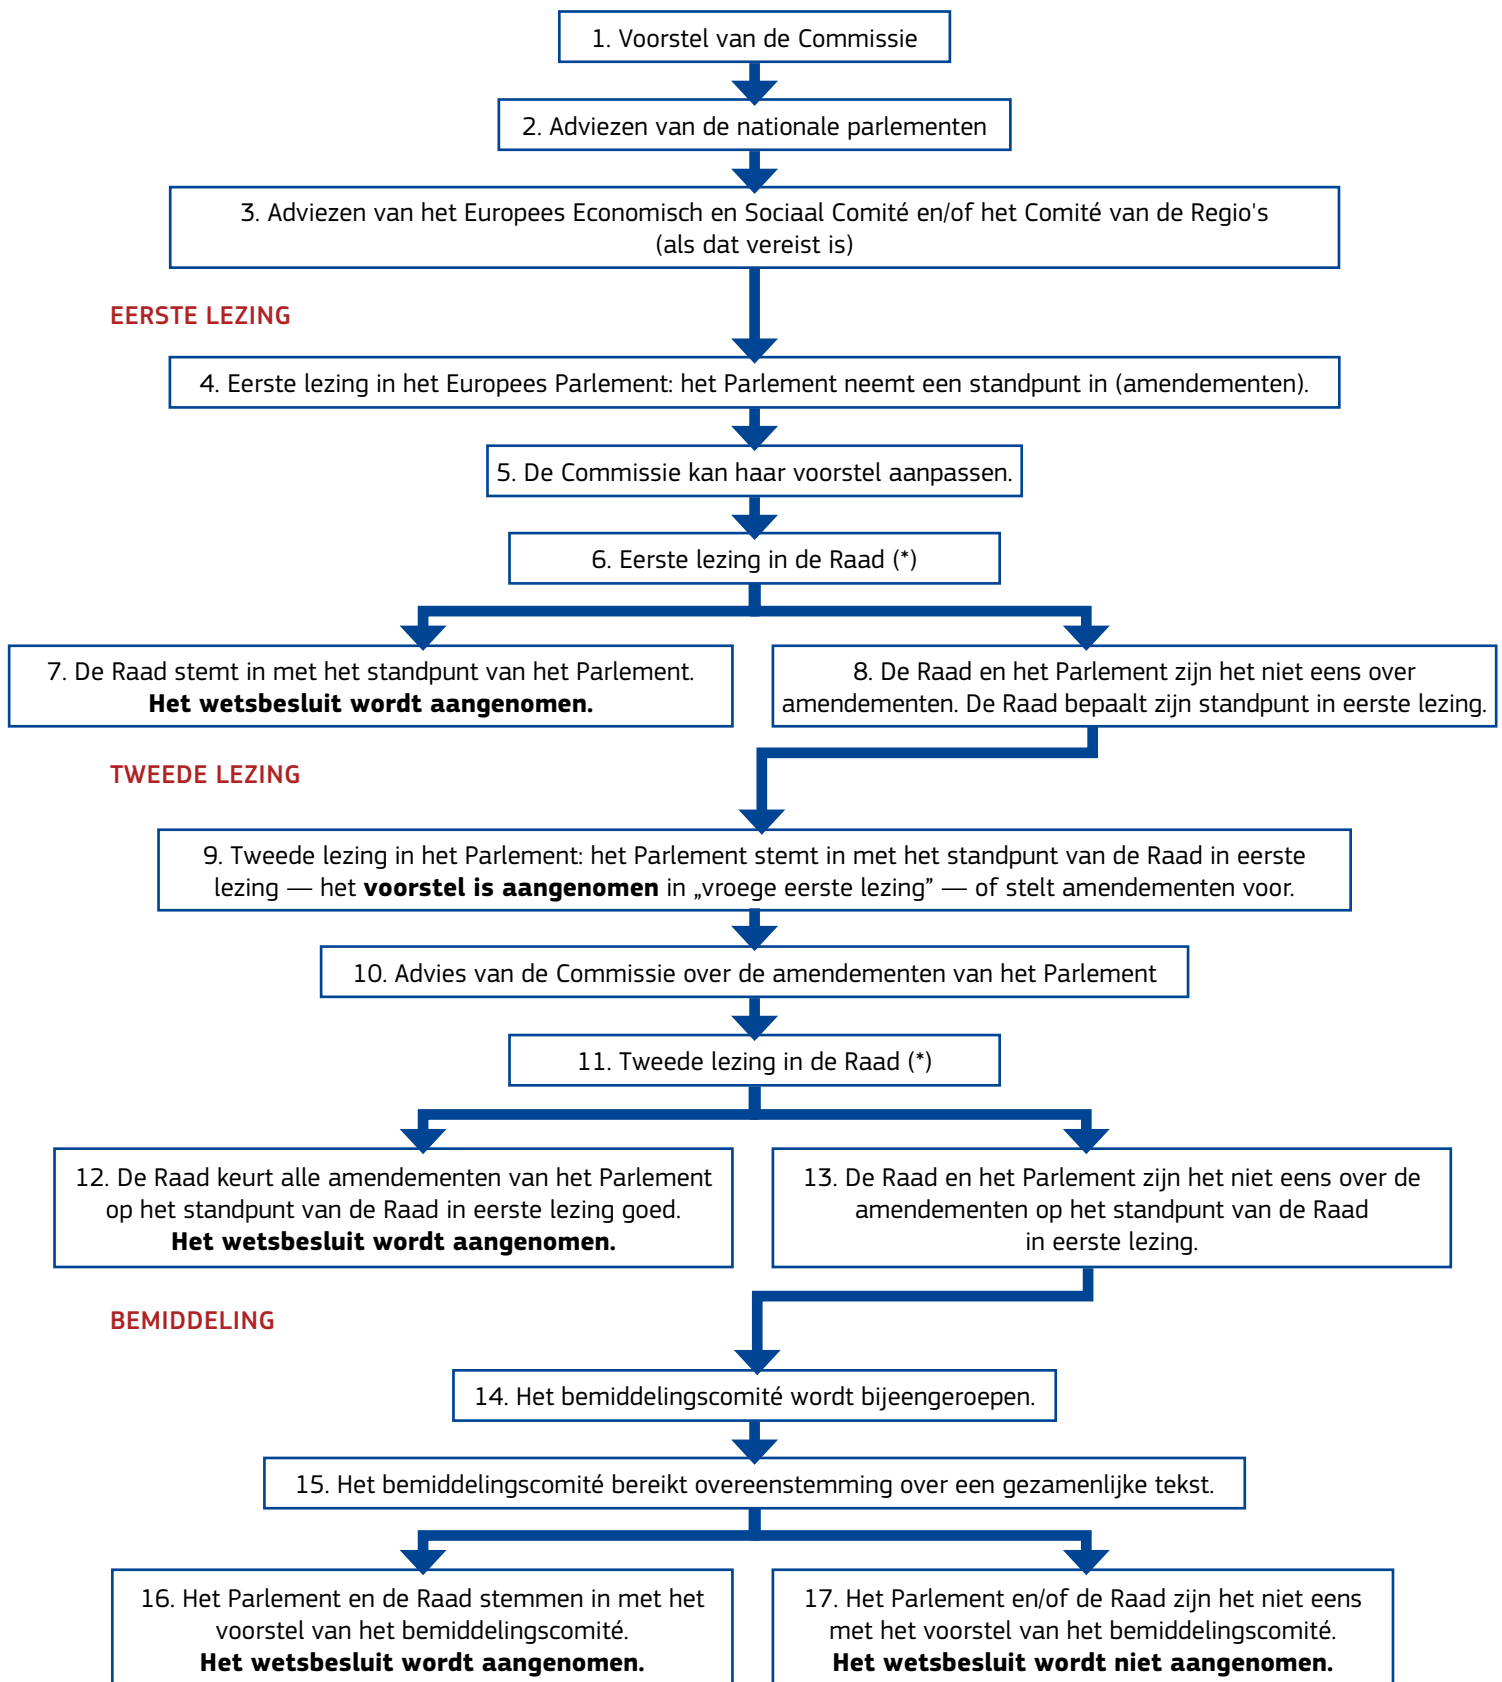 1. Voorstel van de Commissie
2. Adviezen van de nationale parlementen
3. Adviezen van het Europees Economisch en Sociaal Comité en/of het Comité van de Regio's
(als dat vereist is)
EERSTE LEZING
4. Eerste lezing in het Europees Parlement: het Parlement neemt een standpunt in (amendementen).
5. De Commissie kan haar voorstel aanpassen.
6. Eerste lezing in de Raad (*)
7. De Raad stemt in met het standpunt van het Parlement.
Het wetsbesluit wordt aangenomen.
8. De Raad en het Parlement zijn het niet eens over
amendementen. De Raad bepaalt zijn standpunt in eerste lezing.
TWEEDE LEZING
9. Tweede lezing in het Parlement: het Parlement stemt in met het standpunt van de Raad in eerste
lezing — het voorstel is aangenomen in „vroege eerste lezing” — of stelt amendementen voor.
10. Advies van de Commissie over de amendementen van het Parlement
11. Tweede lezing in de Raad (*)
12. De Raad keurt alle amendementen van het Parlement
op het standpunt van de Raad in eerste lezing goed.
Het wetsbesluit wordt aangenomen.
13. De Raad en het Parlement zijn het niet eens over de
amendementen op het standpunt van de Raad
in eerste lezing.
BEMIDDELING
14. Het bemiddelingscomité wordt bijeengeroepen.
15. Het bemiddelingscomité bereikt overeenstemming over een gezamenlijke tekst.
16. Het Parlement en de Raad stemmen in met het
voorstel van het bemiddelingscomité.
Het wetsbesluit wordt aangenomen.
17. Het Parlement en/of de Raad zijn het niet eens
met het voorstel van het bemiddelingscomité.
Het wetsbesluit wordt niet aangenomen.